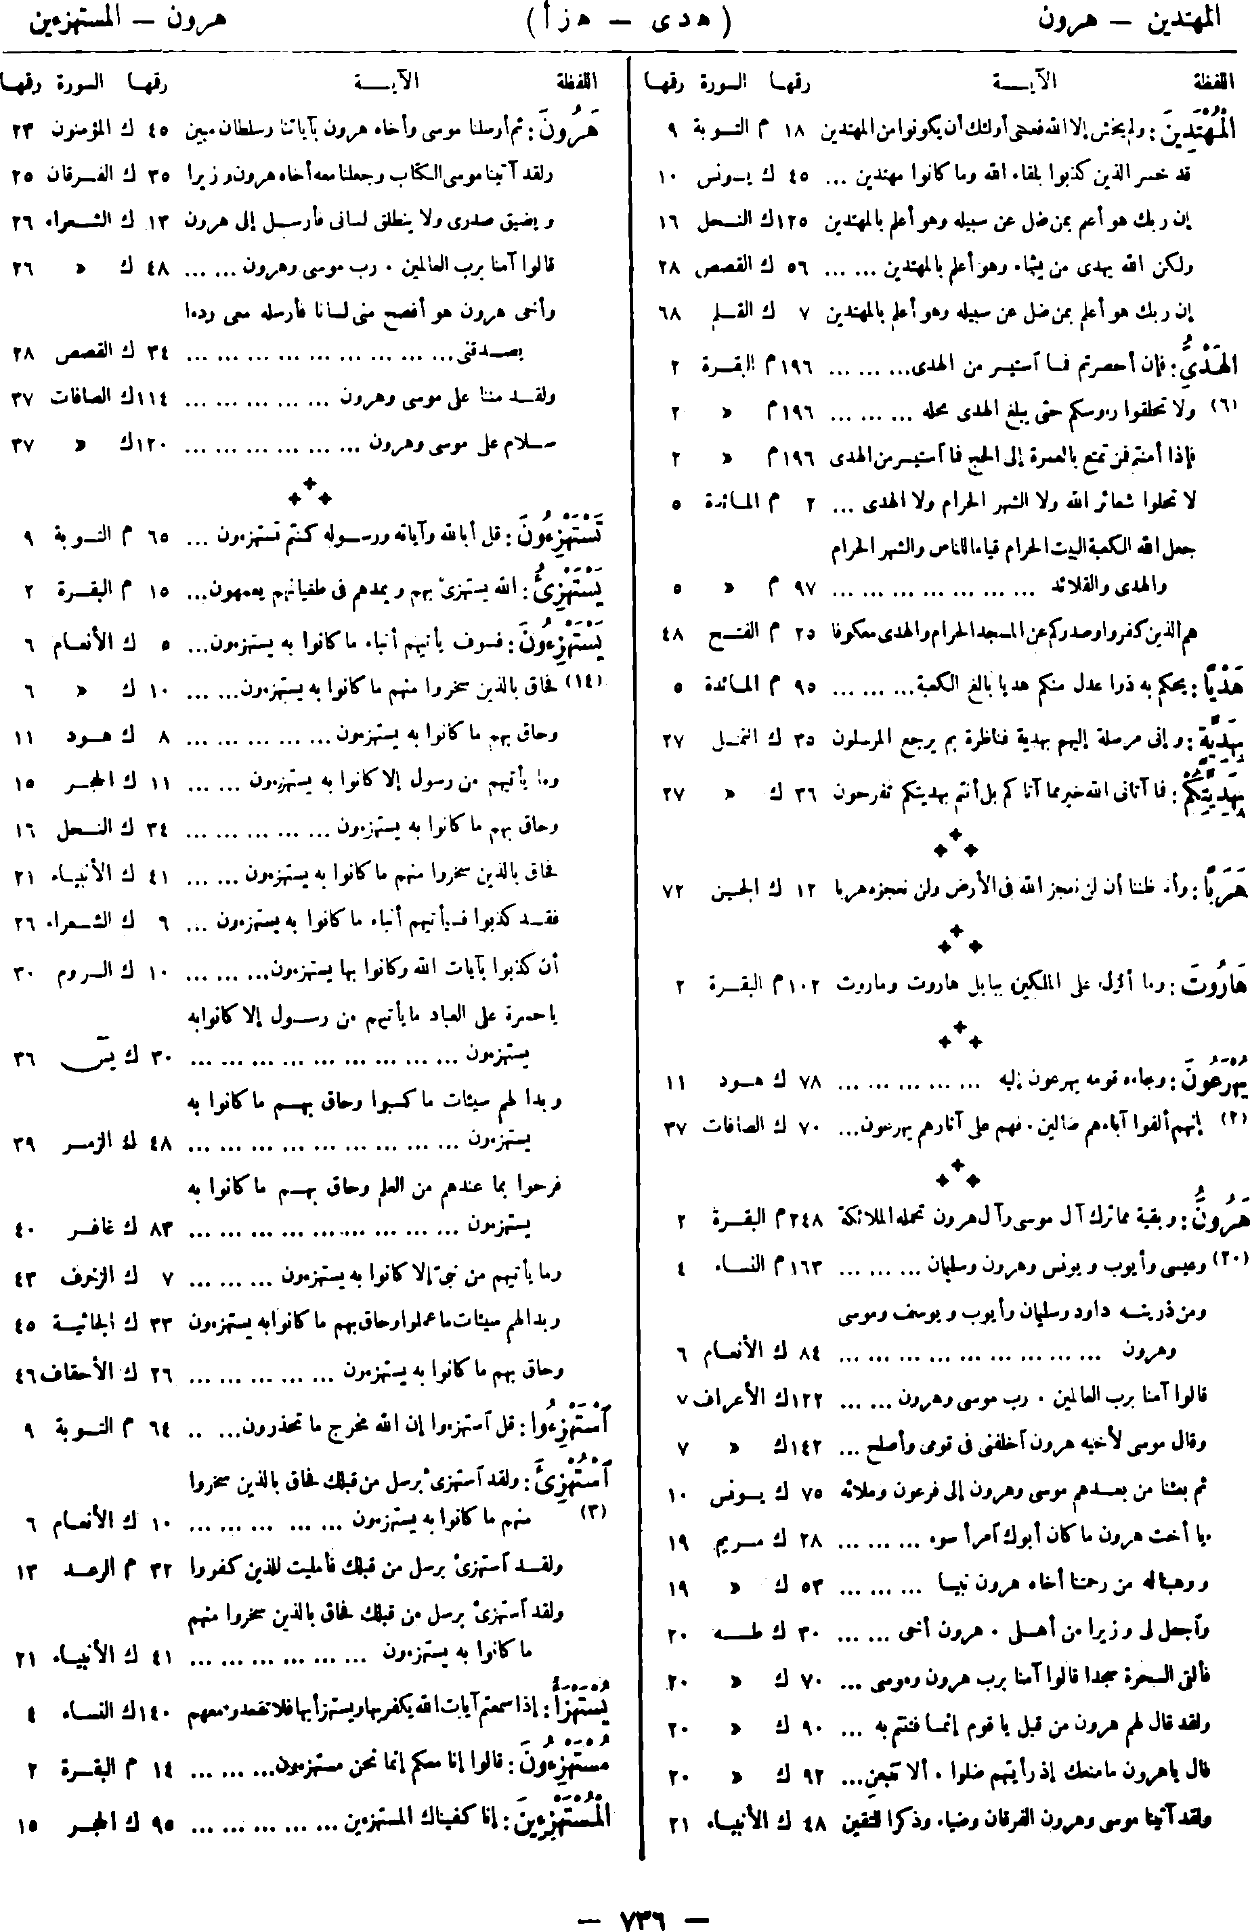 المهتدين — هرون
( هدى — هزأ )
هرون — المستهزءين
اللفظة الآيـــة رقها السورة رقها
الْمُهْتَدِينَ : ولم يخش إلا الله فعسى أولئك أن يكونوا من المهتدين ١٨ م التوبة ٩
قد خسر الذين كذبوا بلقاء الله وما كانوا مهتدين ... ٤٥ ك يونس ١٠
إن ربك هو أعم بمن ضل عن سبيله وهو أعلم بالمهتدين ١٢٥ ك النحل ١٦
ولكن الله يهدى من يشاء وهو أعلم بالمهتدين ... ... ٥٦ ك القصص ٢٨
إن ربك هو أعلم بمن ضل عن سبيله وهو أعلم بالمهتدين ٧ ك القلم ٦٨
الْهَدْىُ : فإن أحصرتم فما آستيسر من الهدى... ... ... ١٩٦ م البقرة ٢
(٦) ولا تحلقوا رءوسكم حتى يبلغ الهدى محله ... ... ... ١٩٦ م » ٢
فإذا أمنتم فمن تمتع بالعمرة إلى الحج فما آستيسر من الهدى ١٩٦ م » ٢
لا تحلوا شعائر الله ولا الشهر الحرام ولا الهدى ... ٢ م المائدة ٥
جعل الله الكعبة البيت الحرام قياما للناس والشهر الحرام
والهدى والقلائد ... ... ... ... ... ... ... ٩٧ م » ٥
هم الذين كفروا وصدوكم عن المسجد الحرام والهدى معكوفا ٢٥ م الفتح ٤٨
هَدْيًا : يحكم به ذوا عدل منكم هديا بالغ الكعبة... ... ... ٩٥ م المائدة ٥
بِهَدِيَّةٍ : و إنى مرسلة إليهم بهدية فناظرة بم يرجع المرسلون ٣٥ ك النمل ٢٧
بِهَدِيَّتِكُمْ : فما آتانى الله خير مما آتاكم بل أنتم بهديتكم تفرحون ٣٦ ك » ٢٧
هَرَبًا : وأنا ظننا أن لن نعجز الله فى الأرض ولن نعجزه هربا ١٢ ك الجن ٧٢
هَارُوتَ : وما أنزل على الملكين ببابل هاروت وماروت ١٠٢ م البقرة ٢
يُهْرَعُونَ : وجاءه قومه يهرعون إليه ... ... ... ... ... ٧٨ ك هود ١١
(٢) إنهم ألفوا آباءهم ضالين . فهم على آثارهم يهرعون... ٧٠ ك الصافات ٣٧
هَرُونَُ : و بقية مما ترك آل موسى وآل هرون تحمله الملائكة ٢٤٨ م البقرة ٢
(٢٠) وعيسى وأيوب و يونس وهرون وسليمان ... ... ... ١٦٣ م النساء ٤
ومن ذريته داود وسليمان وأيوب و يوسف وموسى
وهرون ... ... ... ... ... ... ... ... ... ٨٤ ك الأنعام ٦
قالوا آمنا برب العالمين . رب موسى وهرون ... ... ١٢٢ ك الأعراف ٧
وقال موسى لأخيه هرون آخلفنى فى قومى وأصلح ... ١٤٢ ك » ٧
ثم بعثنا من بعدهم موسى وهرون إلى فرعون وملائه ٧٥ ك يونس ١٠
يا أخت هرون ما كان أبوك آمرأ سوء ... ... ... ٢٨ ك مريم ١٩
ووهبنا له من رحمتنا أخاه هرون نبيا ... ... ... ٥٣ ك » ١٩
وآجعل لى وزيرا من أهلى . هرون أخى ... ... ٣٠ ك طه ٢٠
فألقى السحرة سجدا قالوا آمنا برب هرون وموسى ... ٧٠ ك » ٢٠
ولقد قال لهم هرون من قبل يا قوم إنما فتنتم به ... ٩٠ ك » ٢٠
قال ياهرون مامنعك إذ رأيتهم ضلوا . ألا تتبعن... ٩٢ ك » ٢٠
ولقد آتينا موسى وهرون الفرقان وضياء وذكرا للمتقين ٤٨ ك الأنبياء ٢١
اللفظة الآيـــة رقها السورة رقها
هَرُونَ : ثم أرسلنا موسى وأخاه هرون بآياتنا وسلطان مبين ٤٥ ك المؤمنون ٢٣
ولقد آتينا موسى الكتاب وجعلنا معه أخاه هرون وزيرا ٣٥ ك الفرقان ٢٥
و يضيق صدرى ولا ينطلق لسانى فأرسل إلى هرون ١٣ ك الشعراء ٢٦
قالوا آمنا برب العالمين . رب موسى وهرون ... ... ٤٨ ك » ٢٦
وأخى هرون هو أفصح منى لسانا فأرسله معى ردءا
يصدقنى... ... ... ... ... ... ... ... ... ٣٤ ك القصص ٢٨
ولقد مننا على موسى وهرون ... ... ... ... ... ١١٤ ك الصافات ٣٧
سلام على موسى وهرون ... ... ... ... ... ... ١٢٠ ك » ٣٧
تَسْتَهْزِءُونَ : قل أبالله وآياته ورسوله كنتم تستهزءون ... ٦٥ م التوبة ٩
يَسْتَهْزِئُ : الله يستهزئ بهم و يمدهم فى طغيانهم يعمهون... ١٥ م البقرة ٢
يَسْتَهْزِءُونَ : فسوف يأتيهم أنباء ما كانوا به يستهزءون... ٥ ك الأنعام ٦
(١٤) فحاق بالذين سخروا منهم ما كانوا به يستهزءون... ... ١٠ ك » ٦
وحاق بهم ما كانوا به يستهزءون... ... ... ... ... ٨ ك هود ١١
وما يأتيهم من رسول إلا كانوا به يستهزءون ... ... ١١ ك الحجر ١٥
وحاق بهم ما كانوا به يستهزءون... ... ... ... ... ٣٤ ك النحل ١٦
فحاق بالذين سخروا منهم ما كانوا به يستهزءون ... ... ٤١ ك الأنبياء ٢١
فقد كذبوا فسيأتيهم أنباء ما كانوا به يستهزءون ... ٦ ك الشعراء ٢٦
أن كذبوا بآيات الله وكانوا بها يستهزءون... ... ... ١٠ ك الروم ٣٠
يا حسرة على العباد ما يأتيهم من رسول إلا كانوا به
يستهزءون ... ... ... ... ... ... ... ... ... ٣٠ ك يسٓ ٣٦
و بدا لهم سيئات ما كسبوا وحاق بهم ما كانوا به
يستهزءون ... ... ... ... ... ... ... ... ... ٤٨ ك الزمر ٣٩
فرحوا بما عندهم من العلم وحاق بهم ما كانوا به
يستهزءون ... ... ... ... ... ... ... ... ... ٨٣ ك غافر ٤٠
وما يأتيهم من نبىّ إلا كانوا به يستهزءون ... ... ... ٧ ك الزخرف ٤٣
و بدا لهم سيئات ما عملوا وحاق بهم ما كانوا به يستهزءون ٣٣ ك الجاثية ٤٥
وحاق بهم ما كانوا به يستهزءون ... ... ... ... ... ٢٦ ك الأحقاف ٤٦
آسْتَهْزِءُوا : قل آستهزءوا إن الله مخرج ما تحذرون... .. ٦٤ م التوبة ٩
آسْتُهْزِئَ : ولقد آستهزئ برسل من قبلك فحاق بالذين سخروا
(٣) منهم ما كانوا به يستهزءون ... ... ... ... ... ١٠ ك الأنعام ٦
ولقد آستهزئ برسل من قبلك فأمليت للذين كفروا ٣٢ م الرعد ١٣
ولقد آستهزئ برسل من قبلك فحاق بالذين سخروا منهم
ما كانوا به يستهزءون ... ... ... ... ... ... ٤١ ك الأنبياء ٢١
يُسْتَهْزَأُ : إذا سمعتم آيات الله يكفر بها ويستهزأ بها فلا تقعدوا معهم ١٤٠ ك النساء ٤
مُسْتَهْزِءُونَ : قالوا إنا معكم إنما نحن مستهزءون... ... ... ١٤ م البقرة ٢
الْمُسْتَهْزِءِينَ : إنا كفيناك المستهزءين ... ... ... ... ... ٩٥ ك الحجر ١٥
— ٧٣٦ —